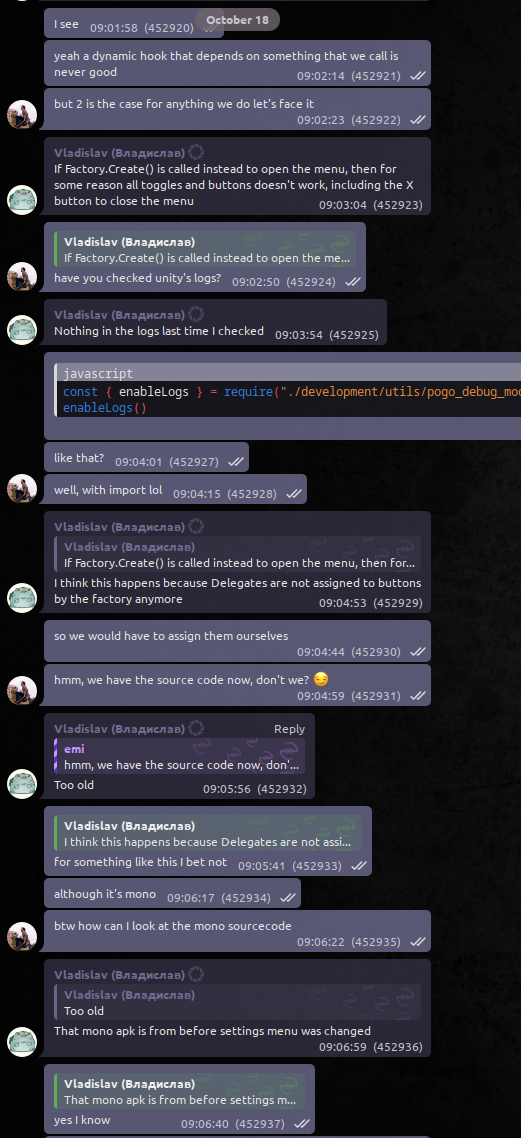 October 18
I see 09:01:58 (452920)
yeah a dynamic hook that depends on something that we call is
never good 09:02:14 (452921)
but 2 is the case for anything we do let's face it
09:02:23 (452922)
Vladislav (Владислав)
If Factory.Create() is called instead to open the menu, then for
some reason all toggles and buttons doesn't work, including the X
button to close the menu 09:03:04 (452923)
Vladislav (Владислав)
If Factory.Create() is called instead to open the me...
have you checked unity's logs? 09:02:50 (452924)
Vladislav (Владислав)
Nothing in the logs last time I checked 09:03:54 (452925)
javascript
const { enableLogs } = require("./development/utils/pogo_debug_mo
enableLogs()
like that? 09:04:01 (452927)
well, with import lol 09:04:15 (452928)
Vladislav (Владислав)
Vladislav (Владислав)
If Factory.Create() is called instead to open the menu, then for...
I think this happens because Delegates are not assigned to buttons
by the factory anymore 09:04:53 (452929)
so we would have to assign them ourselves
09:04:44 (452930)
hmm, we have the source code now, don't we? 😏
09:04:59 (452931)
Vladislav (Владислав) Reply
emi
hmm, we have the source code now, don'...
Too old 09:05:56 (452932)
Vladislav (Владислав)
I think this happens because Delegates are not assi...
for something like this I bet not 09:05:41 (452933)
although it's mono 09:06:17 (452934)
btw how can I look at the mono sourcecode
09:06:22 (452935)
Vladislav (Владислав)
Vladislav (Владислав)
Too old
That mono apk is from before settings menu was changed
09:06:59 (452936)
Vladislav (Владислав)
That mono apk is from before settings m...
yes I know 09:06:40 (452937)